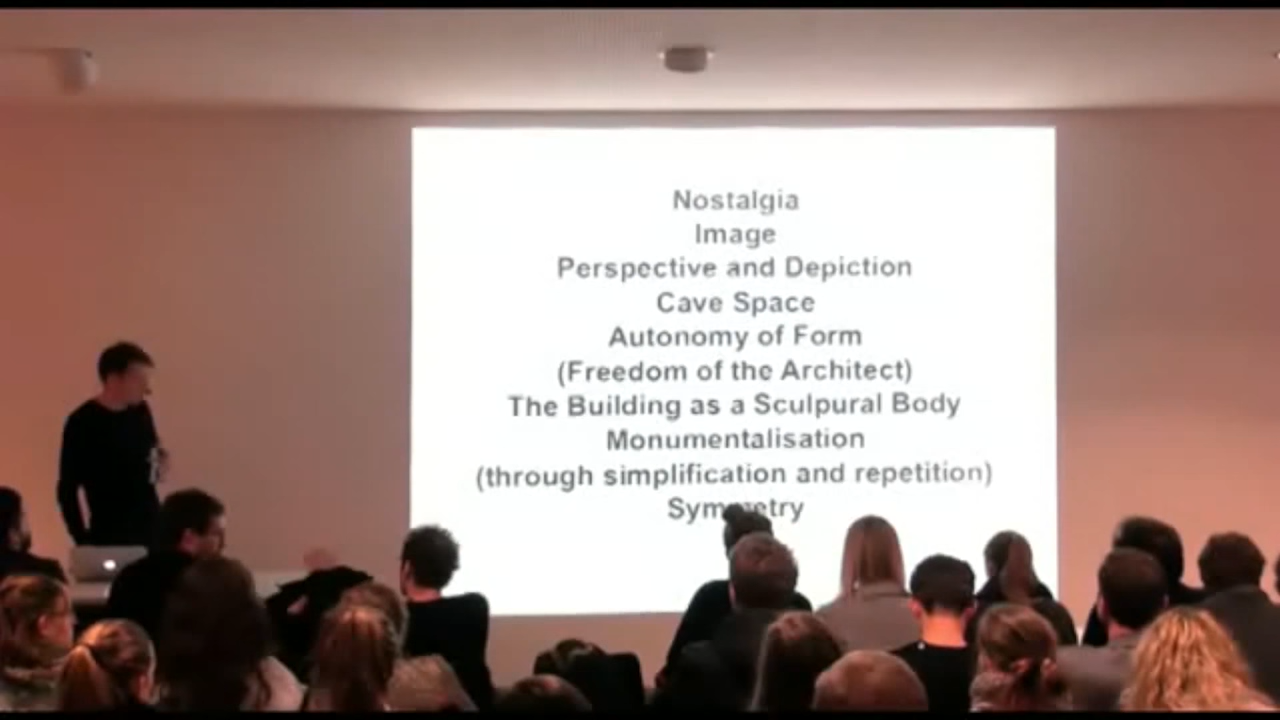 Nostalgia
Image
Perspective and Depiction
Cave Space
Autonomy of Form
(Freedom of the Architect)
The Building as a Sculpural Body
Monumentalisation
(through simplification and repetition)
Symmetry